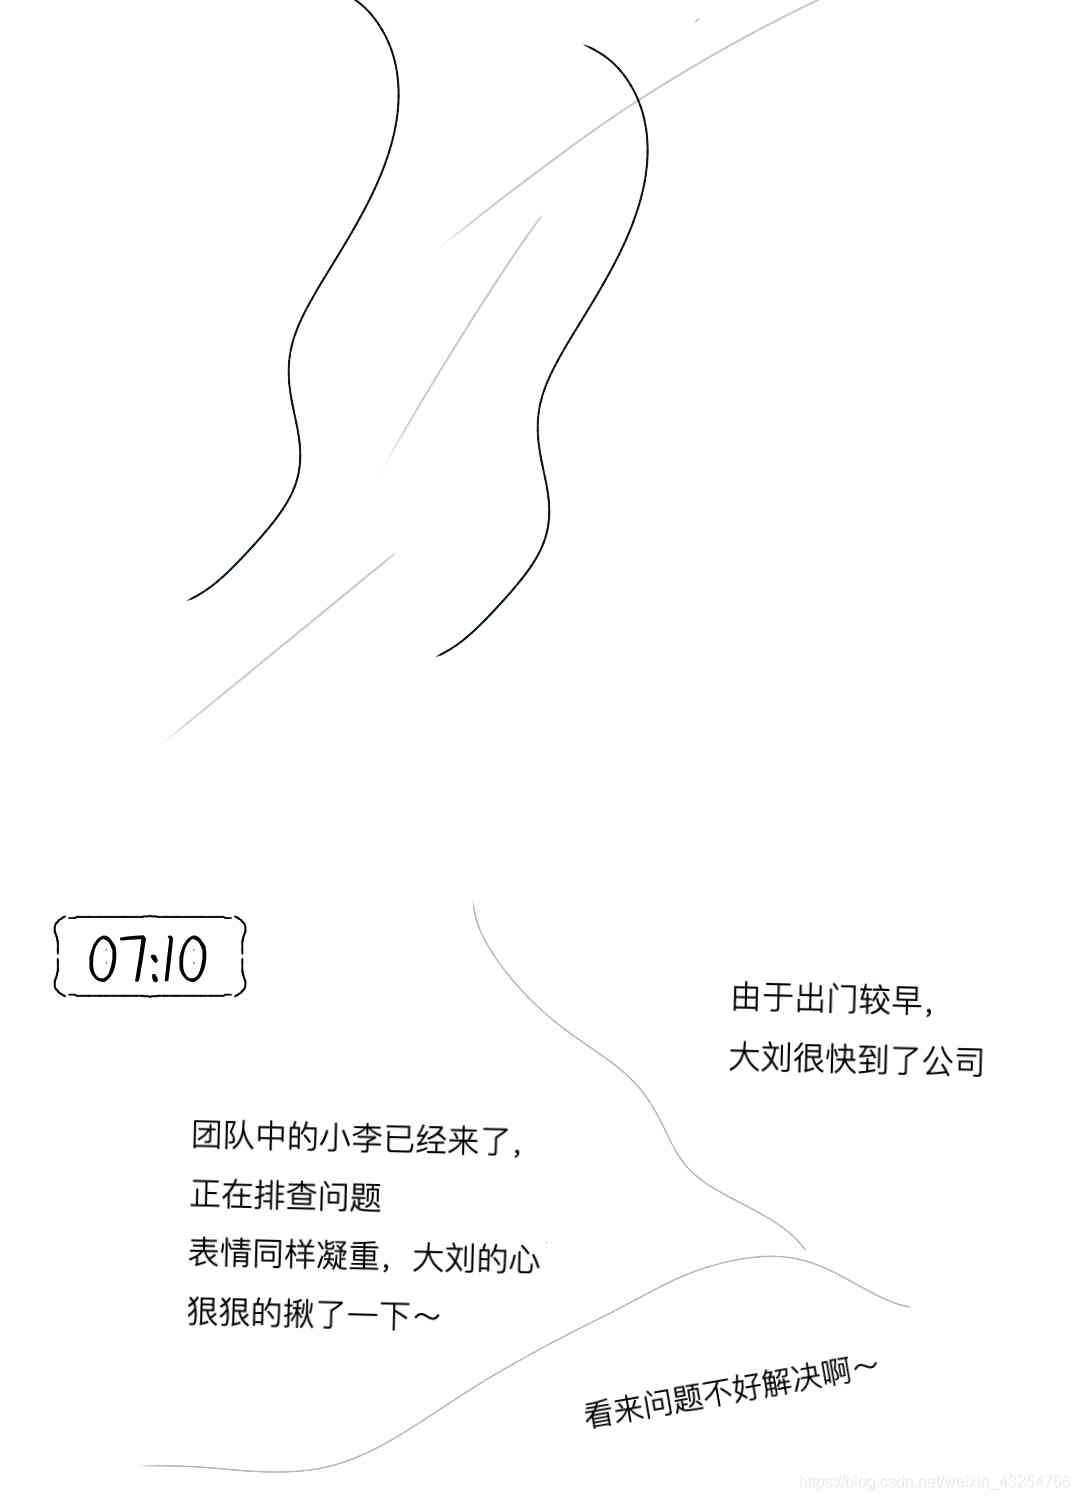 07:10
由于出门较早，
大刘很快到了公司
团队中的小李已经来了，
正在排查问题
表情同样凝重，大刘的心
狠狠的揪了一下～
看来问题不好解决啊～
https://blog.csdn.net/weixin_43254766